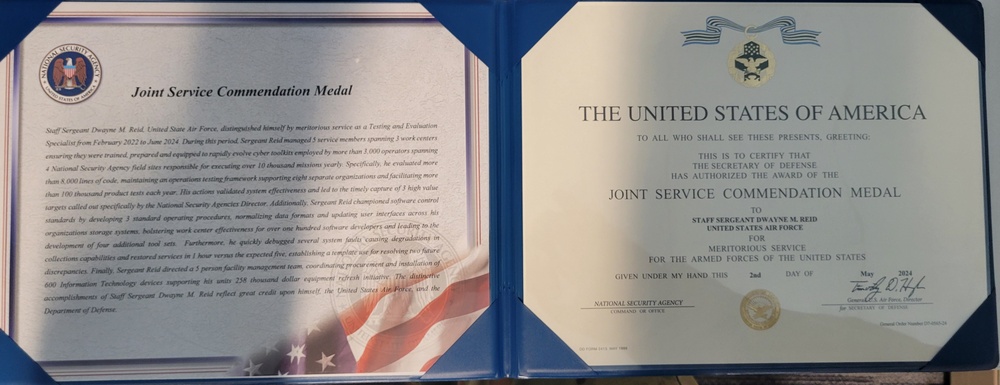 NATIONAL SECURITY AGENCY
UNITED STATES OF AMERICA
Joint Service Commendation Medal
Staff Sergeant Dwayne M. Reid, United State Air Force, distinguished himself by meritorious service as a Testing and Evaluation
Specialist from February 2022 to June 2024. During this period, Sergeant Reid managed 5 service members spanning 3 work centers
ensuring they were trained, prepared and equipped to rapidly evolve cyber toolkits employed by more than 3,000 operators spanning
4 National Security Agency field sites responsible for executing over 10 thousand missions yearly. Specifically, he evaluated more
than 8,000 lines of code, maintaining an operations testing framework supporting eight separate organizations and facilitating more
than 100 thousand product tests each year. His actions validated system effectiveness and led to the timely capture of 3 high value
targets called out specifically by the National Security Agencies Director. Additionally, Sergeant Reid championed software control
standards by developing 3 standard operating procedures, normalizing data formats and updating user interfaces across his
organizations storage systems, bolstering work center effectiveness for over one hundred software developers and leading to the
development of four additional tool sets. Furthermore, he quickly debugged several system faults causing degradations in
collections capabilities and restored services in 1 hour versus the expected five, establishing a template use for resolving two future
discrepancies. Finally, Sergeant Reid directed a 5 person facility management team, coordinating procurement and installation of
600 Information Technology devices supporting his units 258 thousand dollar equipment refresh initiative. The distinctive
accomplishments of Staff Sergeant Dwayne M. Reid reflect great credit upon himself, the United States Air Force, and the
Department of Defense.
THE UNITED STATES OF AMERICA
TO ALL WHO SHALL SEE THESE PRESENTS, GREETING:
THIS IS TO CERTIFY THAT
THE SECRETARY OF DEFENSE
HAS AUTHORIZED THE AWARD OF THE
JOINT SERVICE COMMENDATION MEDAL
TO
STAFF SERGEANT DWAYNE M. REID
UNITED STATES AIR FORCE
FOR
MERITORIOUS SERVICE
FOR THE ARMED FORCES OF THE UNITED STATES
GIVEN UNDER MY HAND THIS 2nd DAY OF May 2024
NATIONAL SECURITY AGENCY
COMMAND OR OFFICE
General, U.S. Air Force, Director
for SECRETARY OF DEFENSE